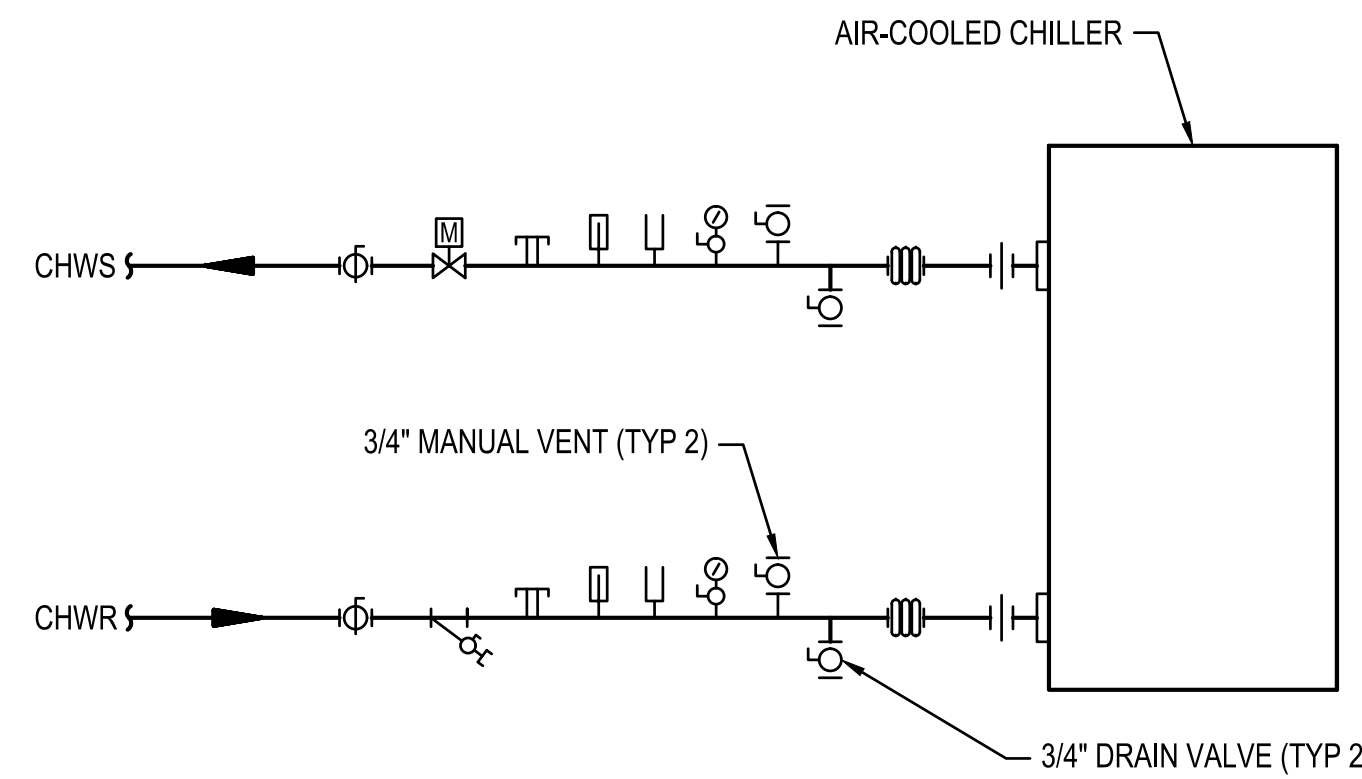 AIR-COOLED CHILLER
M
CHWS
3/4" MANUAL VENT (TYP 2)
CHWR
3/4" DRAIN VALVE (TYP 2